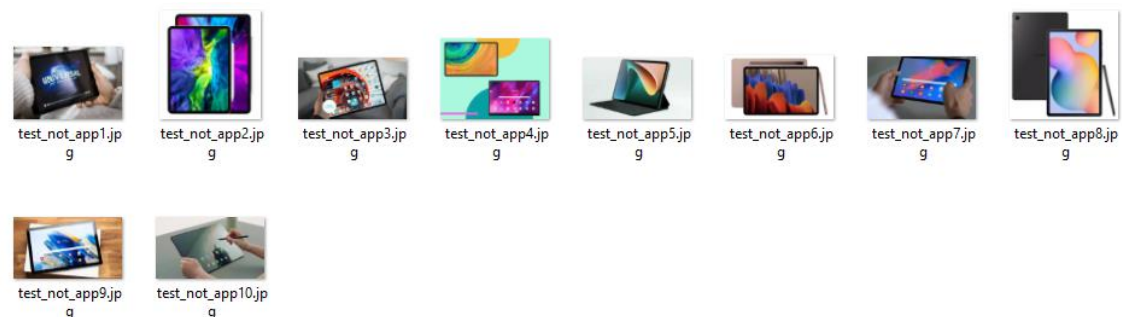 UNIVERSAL
test_not_app1.jp
g
test_not_app2.jp
g
test_not_app3.jp
g
test_not_app4.jp
g
test_not_app5.jp
g
test_not_app6.jp
g
test_not_app7.jp
g
test_not_app8.jp
g
test_not_app9.jp
g
test_not_app10.jp
g